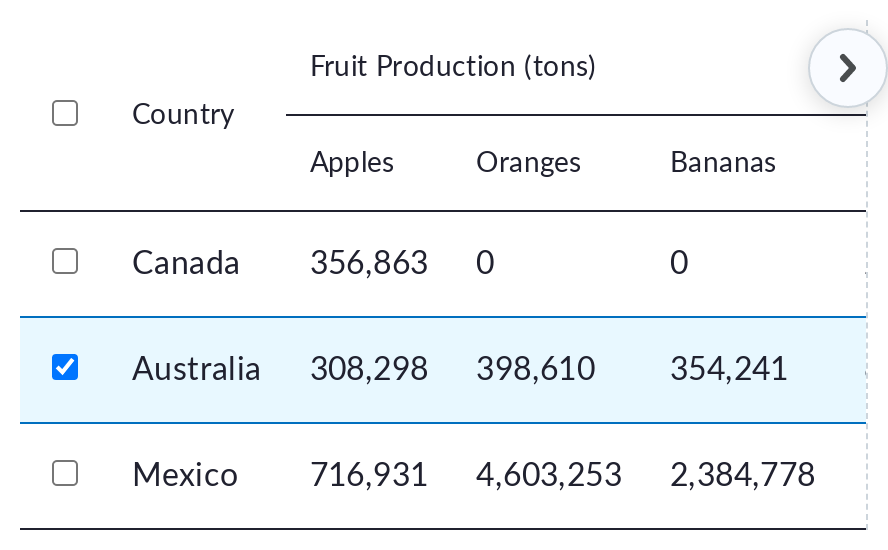 Fruit Production (tons)
Country
Apples Oranges Bananas
Canada 356,863 0 0
Australia 308,298 398,610 354,241
Mexico 716,931 4,603,253 2,384,778